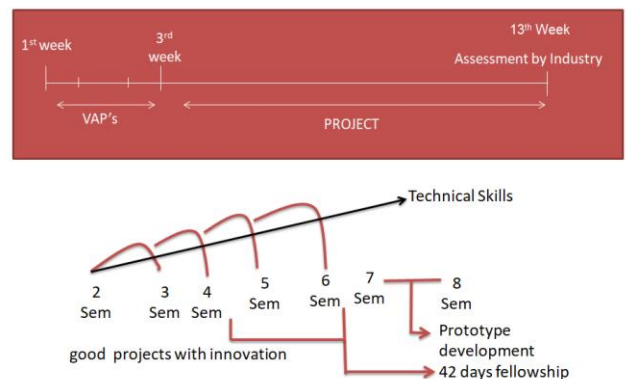 1st week
3rd
week
13th Week
Assessment by Industry
VAP's
PROJECT
Technical Skills
2
Sem
3
Sem
4
Sem
5
Sem
6
Sem
7
Sem
8
Sem
Prototype
development
good projects with innovation
42 days fellowship